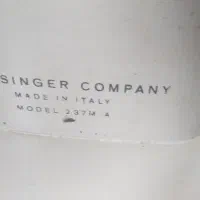 SINGER COMPANY
MADE IN ITALY
MODEL 237M A